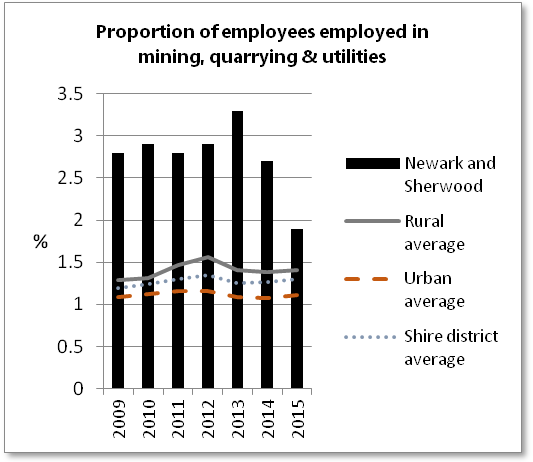 Proportion of employees employed in
mining, quarrying & utilities
3.5
3
2.5
2
1.5
1
0.5
0
%
2009
2010
2011
2012
2013
2014
2015
Newark and
Sherwood
Rural
average
Urban
average
Shire district
average